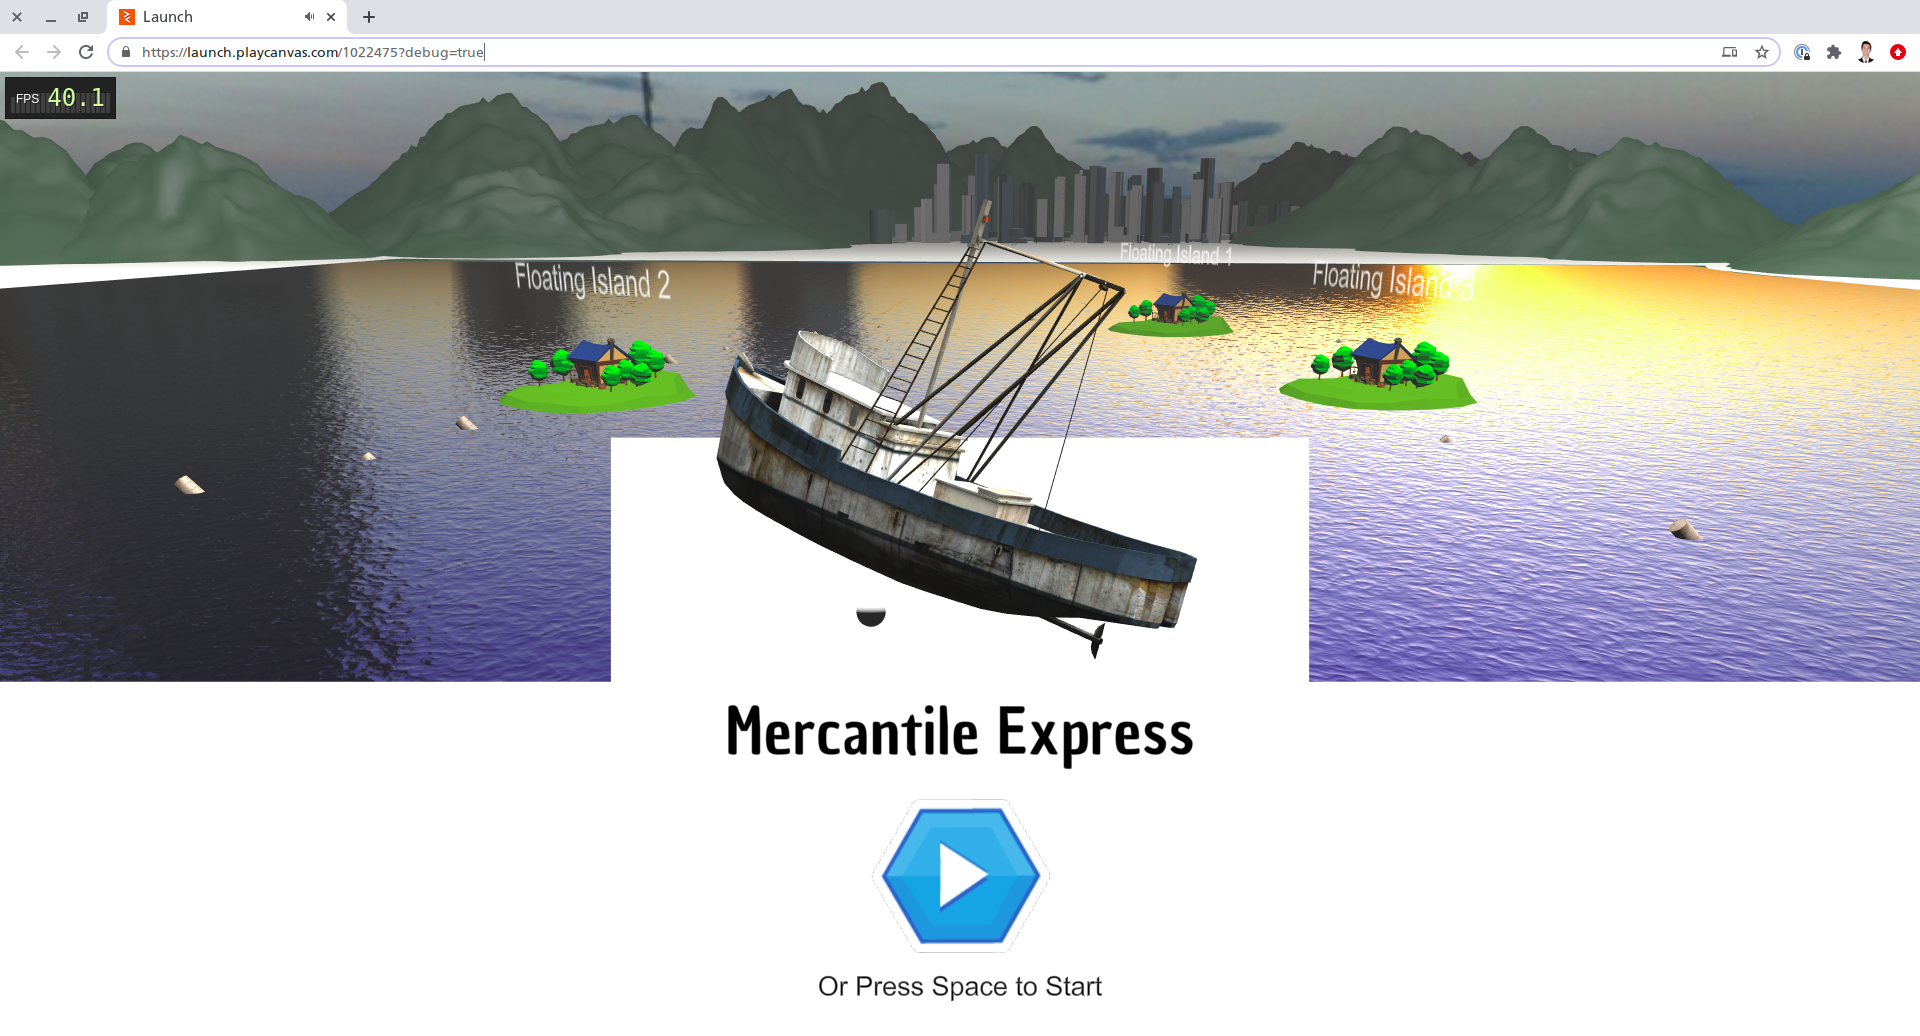 Launch
https://launch.playcanvas.com/1022475?debug=true
FPS 40.1
Floating Island 1
Floating Island 2
Floating Island 3
Mercantile Express
Or Press Space to Start